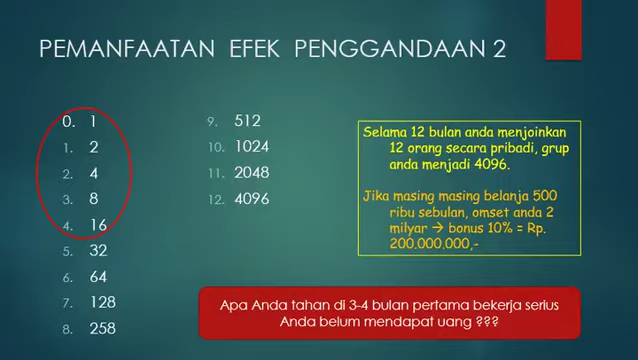 PEMANFAATAN EFEK PENGGANDAAN 2
0. 1
1. 2
2. 4
3. 8
4. 16
5. 32
6. 64
7. 128
8. 258
9. 512
10. 1024
11. 2048
12. 4096
Selama 12 bulan anda menjoinkan
12 orang secara pribadi, grup
anda menjadi 4096.
Jika masing masing belanja 500
ribu sebulan, omset anda 2
milyar → bonus 10% = Rp.
200.000.000,-
Apa Anda tahan di 3-4 bulan pertama bekerja serius
Anda belum mendapat uang ???